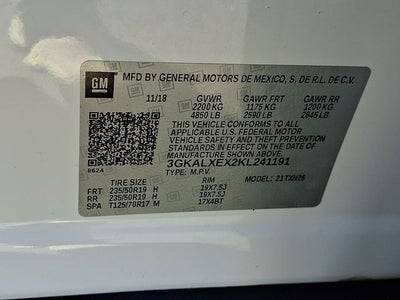 GM
MFD BY GENERAL MOTORS DE MEXICO, S. DE R.L. DE C.V.
11/18 GVWR GAWR FRT GAWR RR
2200 KG 1175 KG 1200 KG
4850 LB 2590 LB 2645 LB
THIS VEHICLE CONFORMS TO ALL
APPLICABLE U.S. FEDERAL MOTOR
VEHICLE SAFETY AND THEFT PREVENTION
STANDARDS IN EFFECT ON THE DATE OF
MANUFACTURE SHOWN ABOVE.
3GKALXEX2KL241191
8624 TYPE: M.P.V. MODEL: 21TXN26
TIRE SIZE RIM
FRT 235/50R19 H 19X7.5J
RR 235/50R19 H 19X7.5J
SPA T125/70R17 M 17X4BT